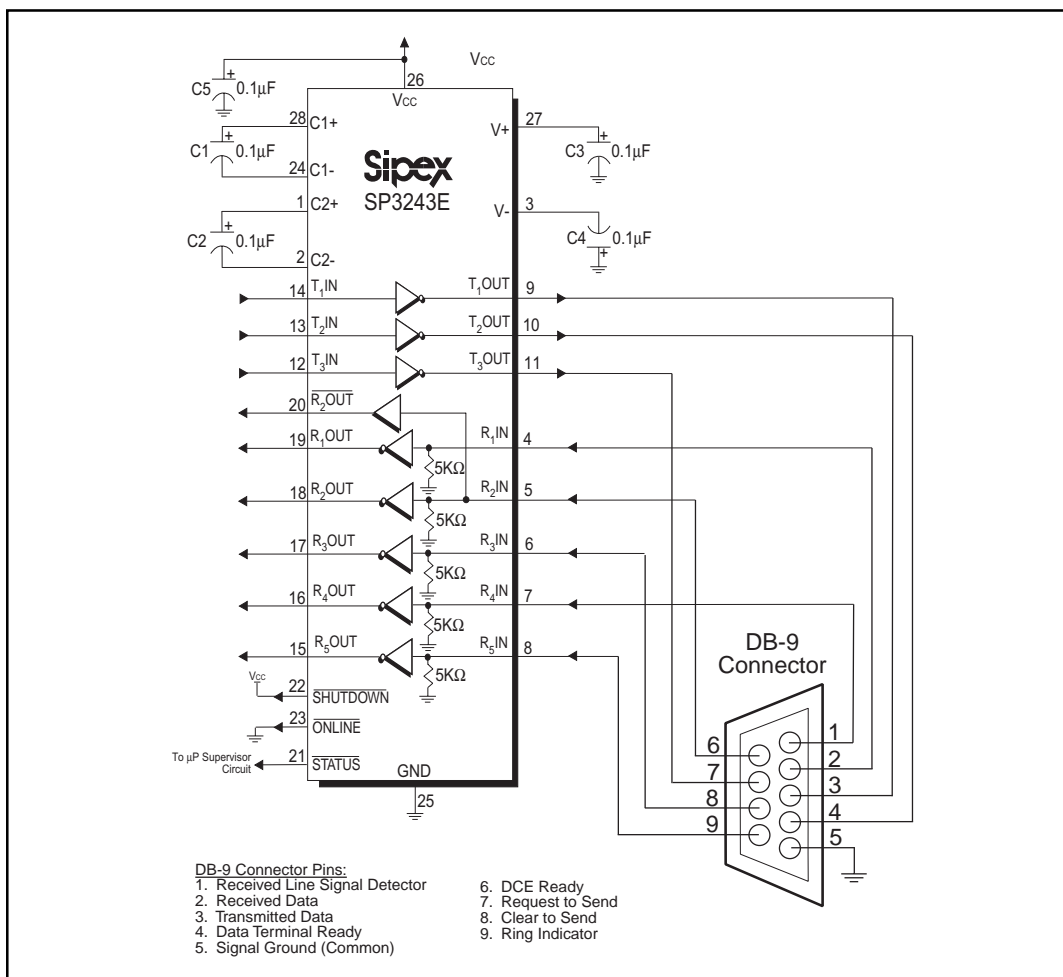 VCC
C5
+
0.1µF
26
VCC
28
C1+
C1
+
0.1µF
24
C1-
1
C2+
C2
+
0.1µF
2
C2-
Sipex
SP3243E
V+
27
C3
+
0.1µF
V-
3
C4
0.1µF
+
14
T1IN
T1OUT
9
13
T2IN
T2OUT
10
12
T3IN
T3OUT
11
20
R2OUT
19
R1OUT
R1IN
4
5KΩ
18
R2OUT
R2IN
5
5KΩ
17
R3OUT
R3IN
6
5KΩ
16
R4OUT
R4IN
7
5KΩ
15
R5OUT
R5IN
8
5KΩ
VCC
22
SHUTDOWN
23
ONLINE
To µP Supervisor
Circuit
21
STATUS
GND
25
DB-9
Connector
6
7
8
9
1
2
3
4
5
DB-9 Connector Pins:
1. Received Line Signal Detector
2. Received Data
3. Transmitted Data
4. Data Terminal Ready
5. Signal Ground (Common)
6. DCE Ready
7. Request to Send
8. Clear to Send
9. Ring Indicator